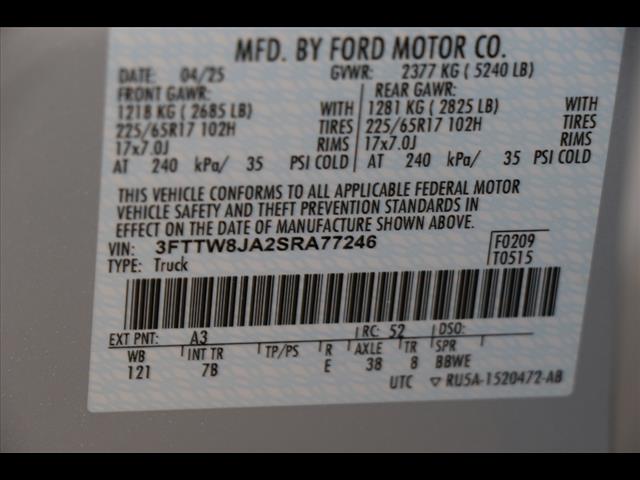 MFD. BY FORD MOTOR CO.
DATE: 04/25 GVWR: 2377 KG ( 5240 LB)
FRONT GAWR: REAR GAWR:
1218 KG ( 2685 LB) WITH 1281 KG ( 2825 LB) WITH
225/65R17 102H TIRES 225/65R17 102H TIRES
17x7.0J RIMS 17x7.0J RIMS
AT 240 kPa/ 35 PSI COLD AT 240 kPa/ 35 PSI COLD
THIS VEHICLE CONFORMS TO ALL APPLICABLE FEDERAL MOTOR
VEHICLE SAFETY AND THEFT PREVENTION STANDARDS IN
EFFECT ON THE DATE OF MANUFACTURE SHOWN ABOVE.
VIN: 3FTTW8JA2SRA77246 F0209
TYPE: Truck T0515
EXT PNT: A3 RC: 52 DSO:
WB INT TR TP/PS R AXLE TR SPR
121 7B E 38 8 BBWE
UTC ▽ RU5A-1520472-AB